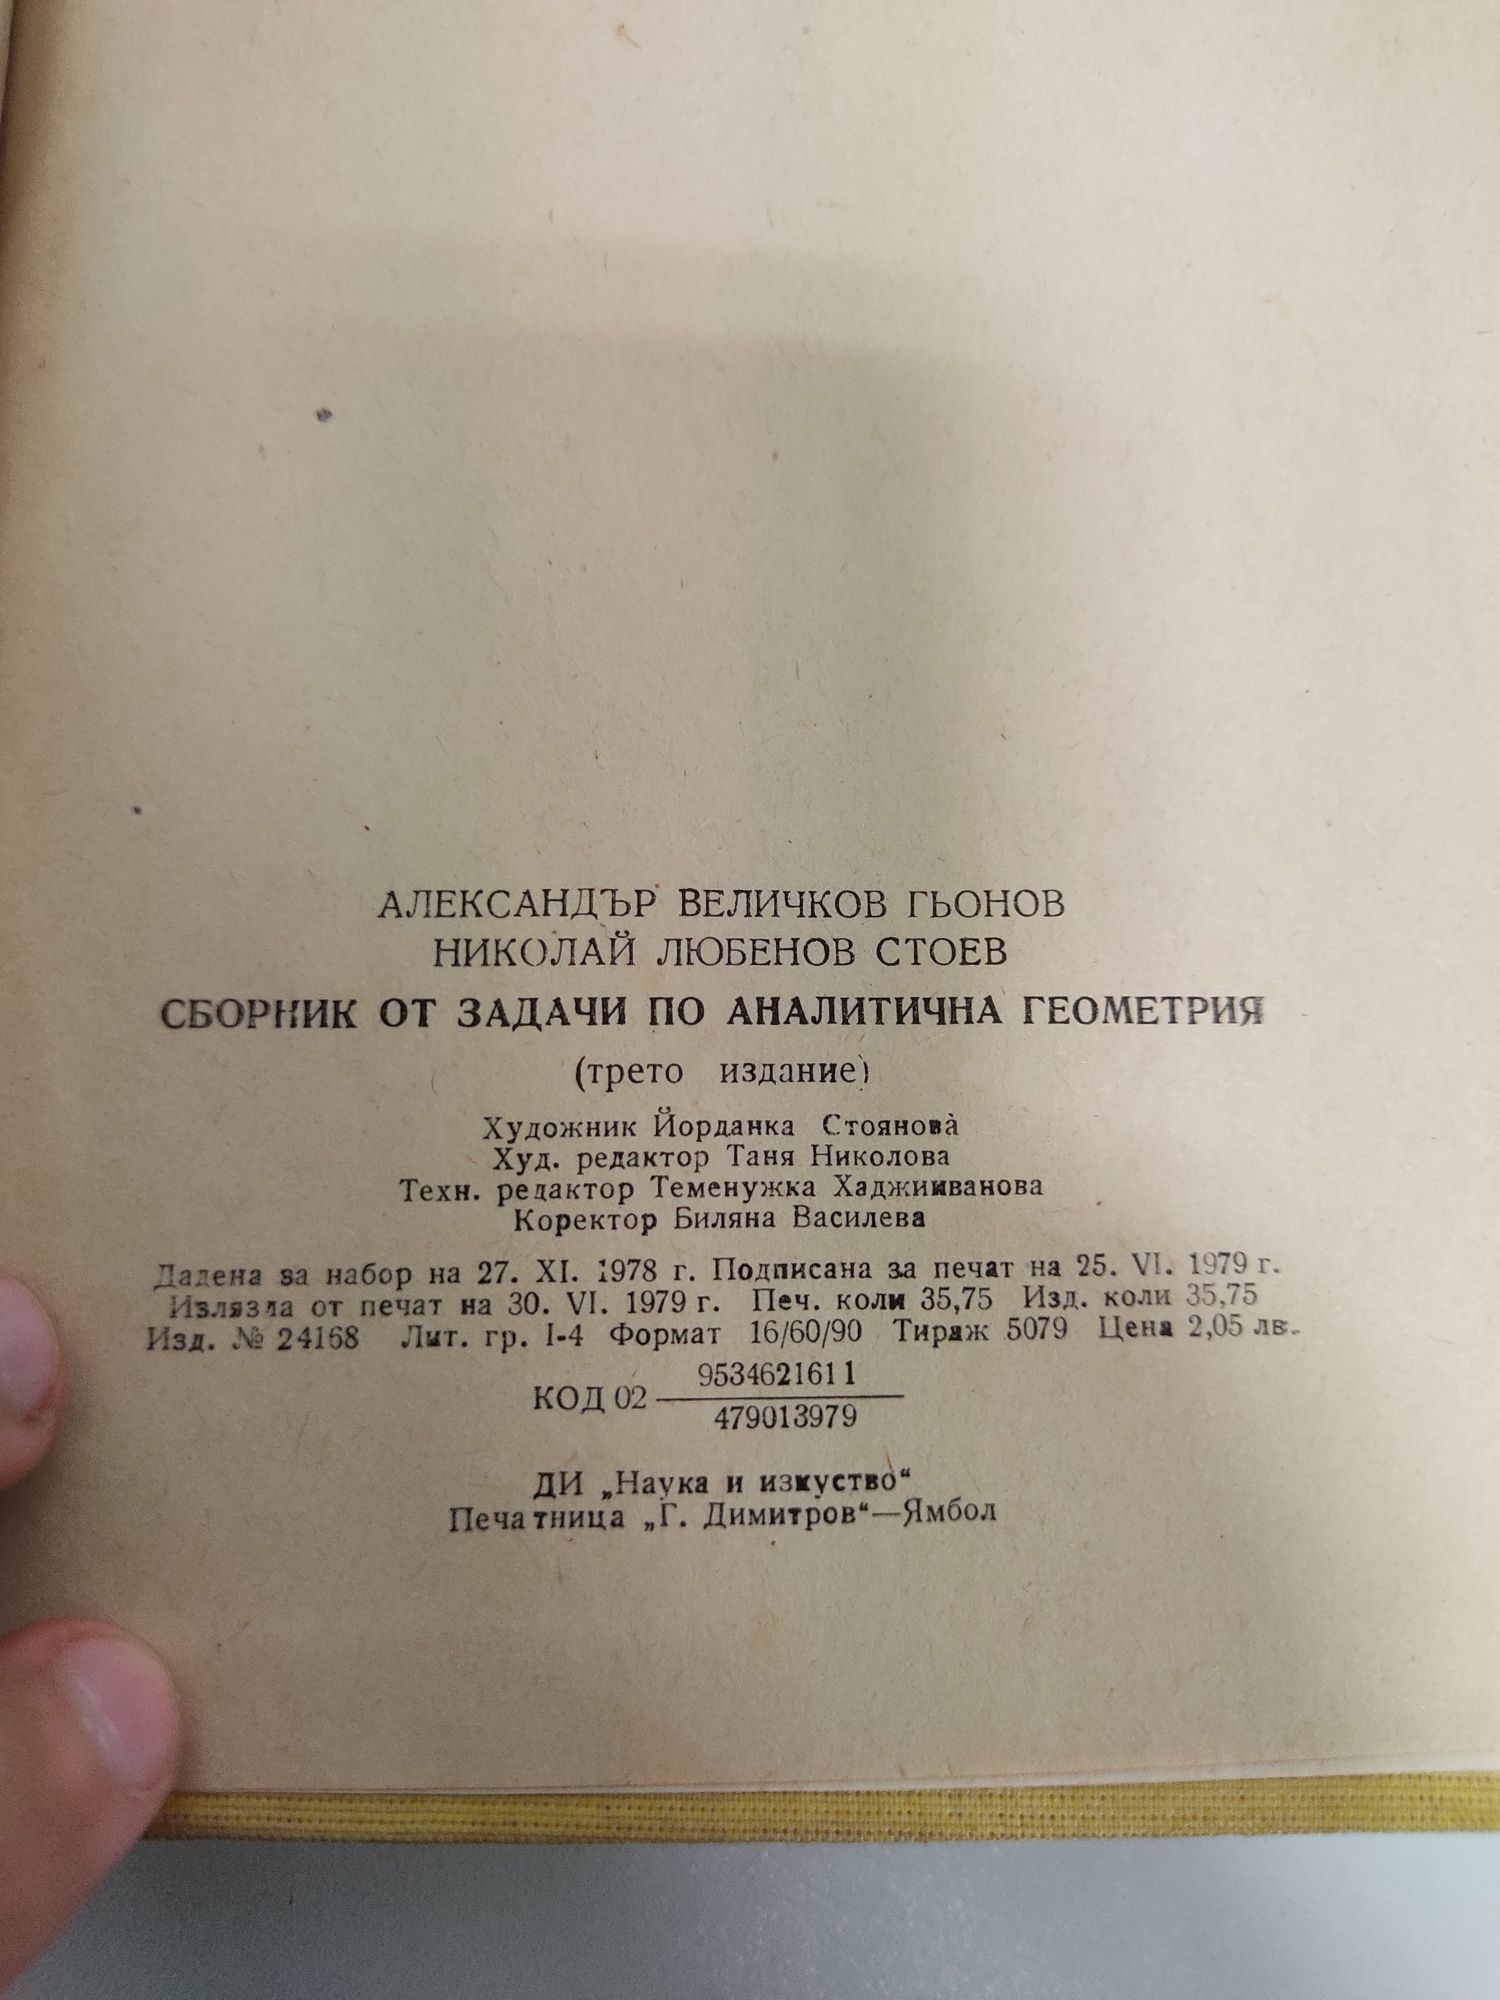 АЛЕКСАНДЪР ВЕЛИЧКОВ ГЬОНОВ
НИКОЛАЙ ЛЮБЕНОВ СТОЕВ
СБОРНИК ОТ ЗАДАЧИ ПО АНАЛИТИЧНА ГЕОМЕТРИЯ
(трето издание)
Художник Йорданка Стоянова
Худ. редактор Таня Николова
Техн. редактор Теменужка Хаджииванова
Коректор Биляна Василева
Дадена за набор на 27. XI. 1978 г. Подписана за печат на 25. VI. 1979 г.
Излязла от печат на 30. VI. 1979 г. Печ. коли 35,75 Изд. коли 35,75
Изд. № 24168 Лит. гр. I-4 Формат 16/60/90 Тираж 5079 Цена 2,05 лв.
9534621611
КОД 02
479013979
ДИ „Наука и изкуство“
Печатница „Г. Димитров“—Ямбол